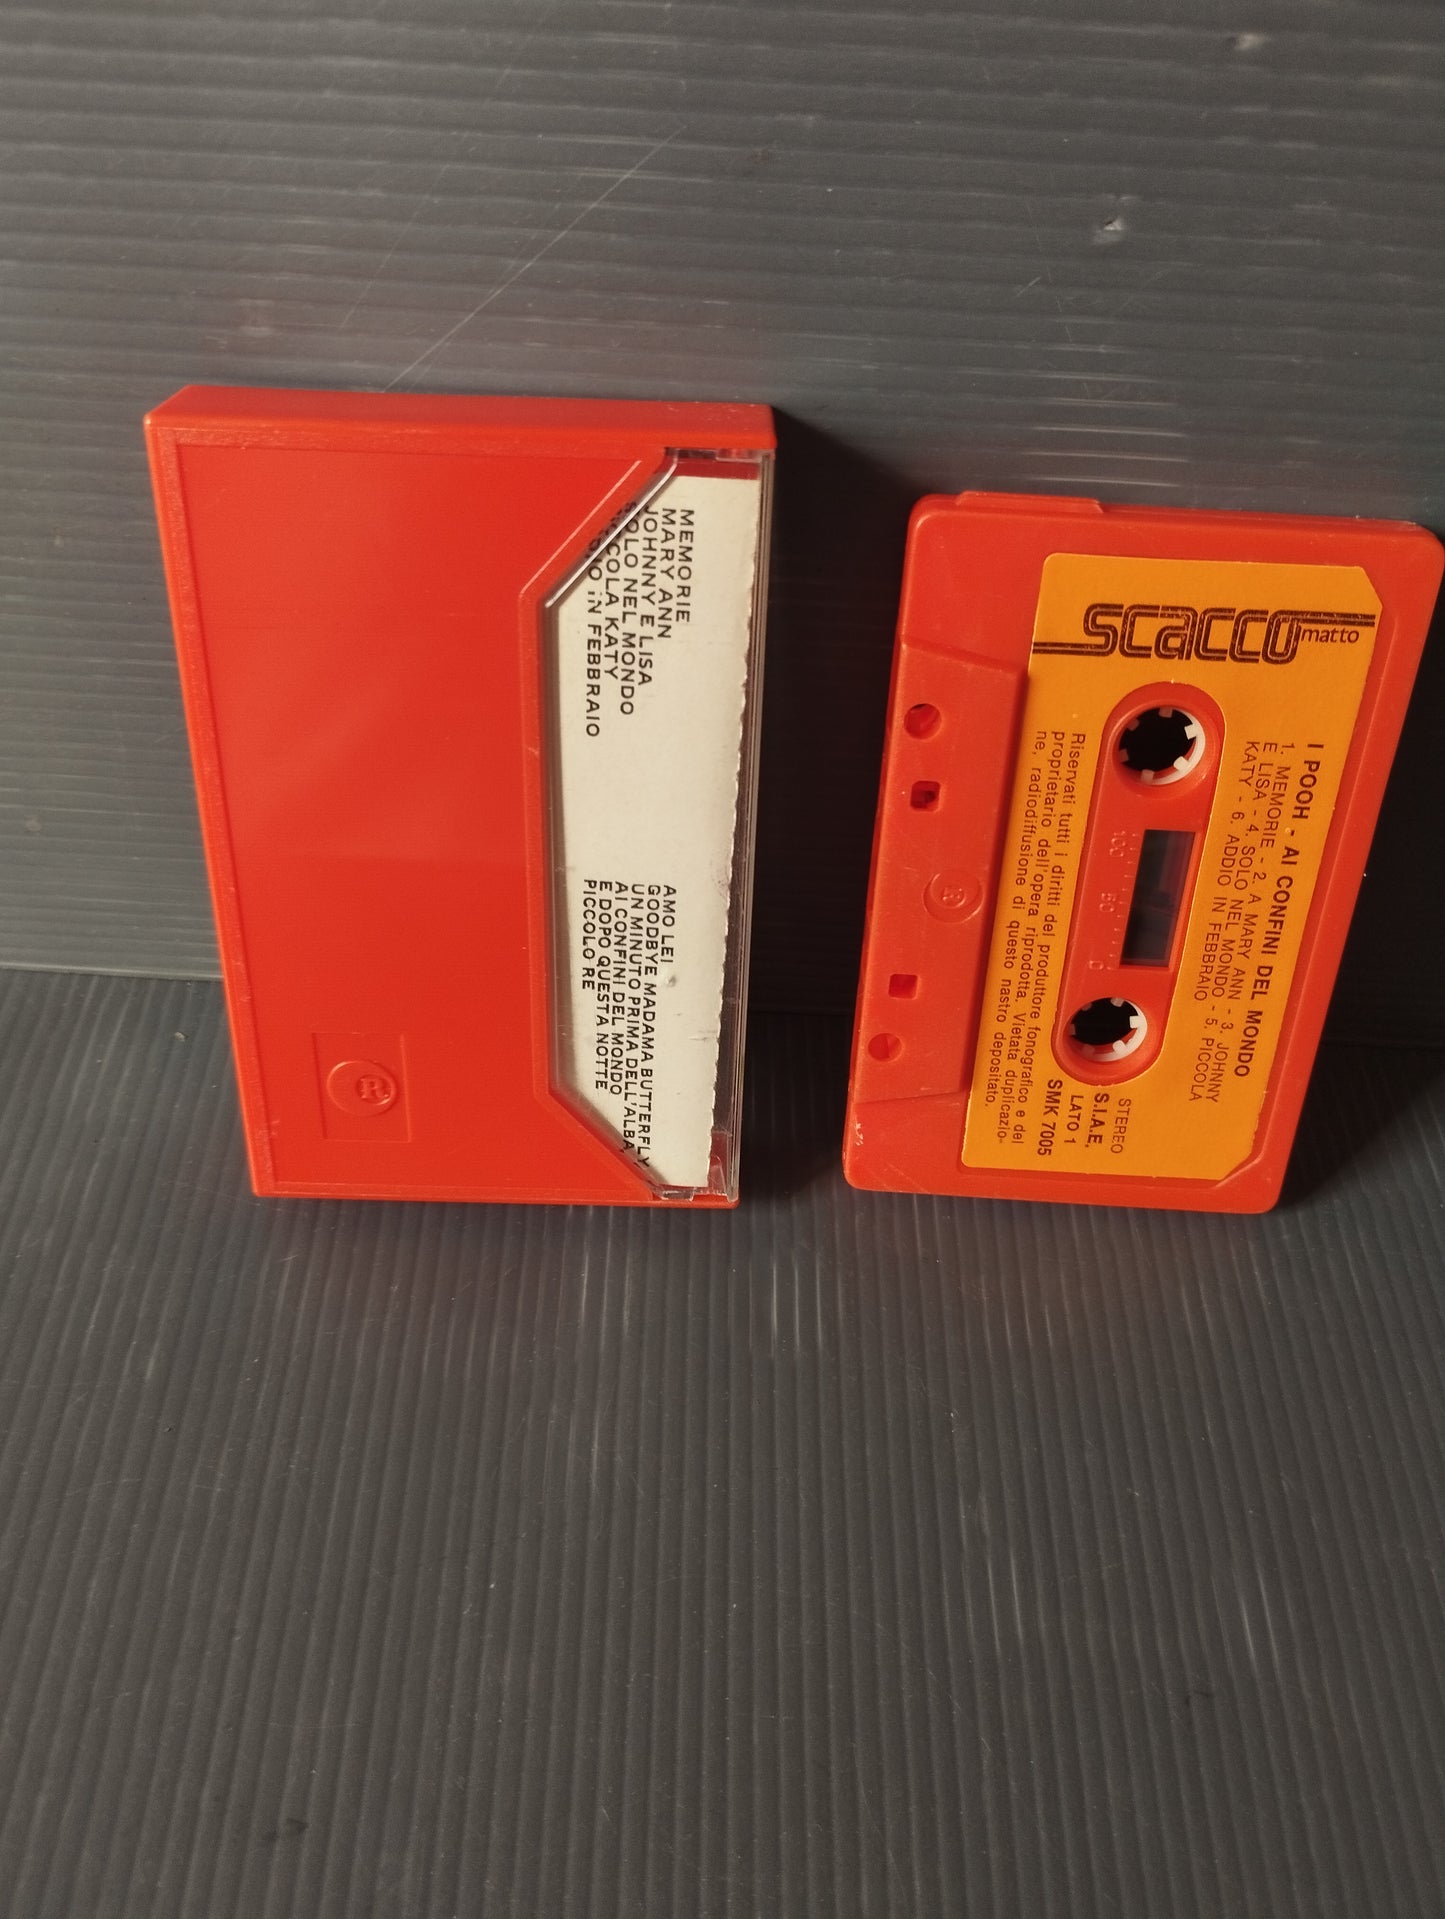 MEMORIE
MARY ANN
JOHNNY E LISA
SOLO NEL MONDO
COLA KATY
IN FEBBRAIO
AMO LEI
GOODBYE MADAMA BUTTERFLY
UN MINUTO PRIMA DELL'ALBA,
AI CONFINI DEL MONDO
E DOPO QUESTA NOTTE
PICCOLO RE
R
scacco matto
I POOH - AI CONFINI DEL MONDO
1. MEMORIE - 2. A MARY ANN - 3. JOHNNY
E LISA - 4. SOLO NEL MONDO - 5. PICCOLA
KATY - 6. ADDIO IN FEBBRAIO
100 50 0
STEREO
S.I.A.E.
LATO 1
SMK 7005
Riservati tutti i diritti del produttore fonografico e del
proprietario dell'opera riprodotta. Vietata duplicazio-
ne, radiodiffusione di questo nastro depositato.
R